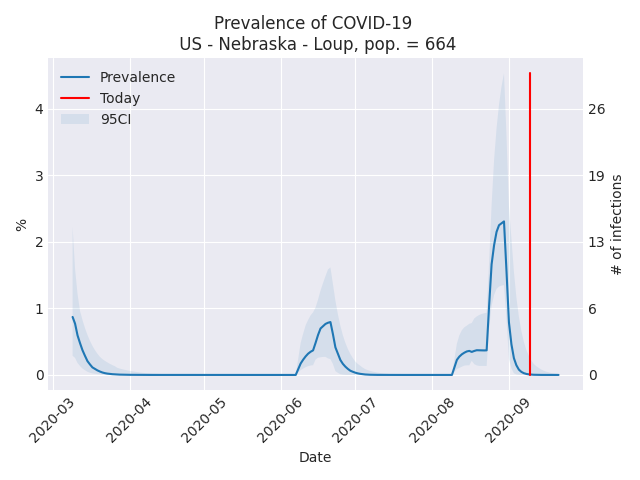 Prevalence of COVID-19
US - Nebraska - Loup, pop. = 664
Prevalence
Today
95CI
4
3
2
1
0
%
26
19
13
6
0
# of infections
2020-03
2020-04
2020-05
2020-06
2020-07
2020-08
2020-09
Date